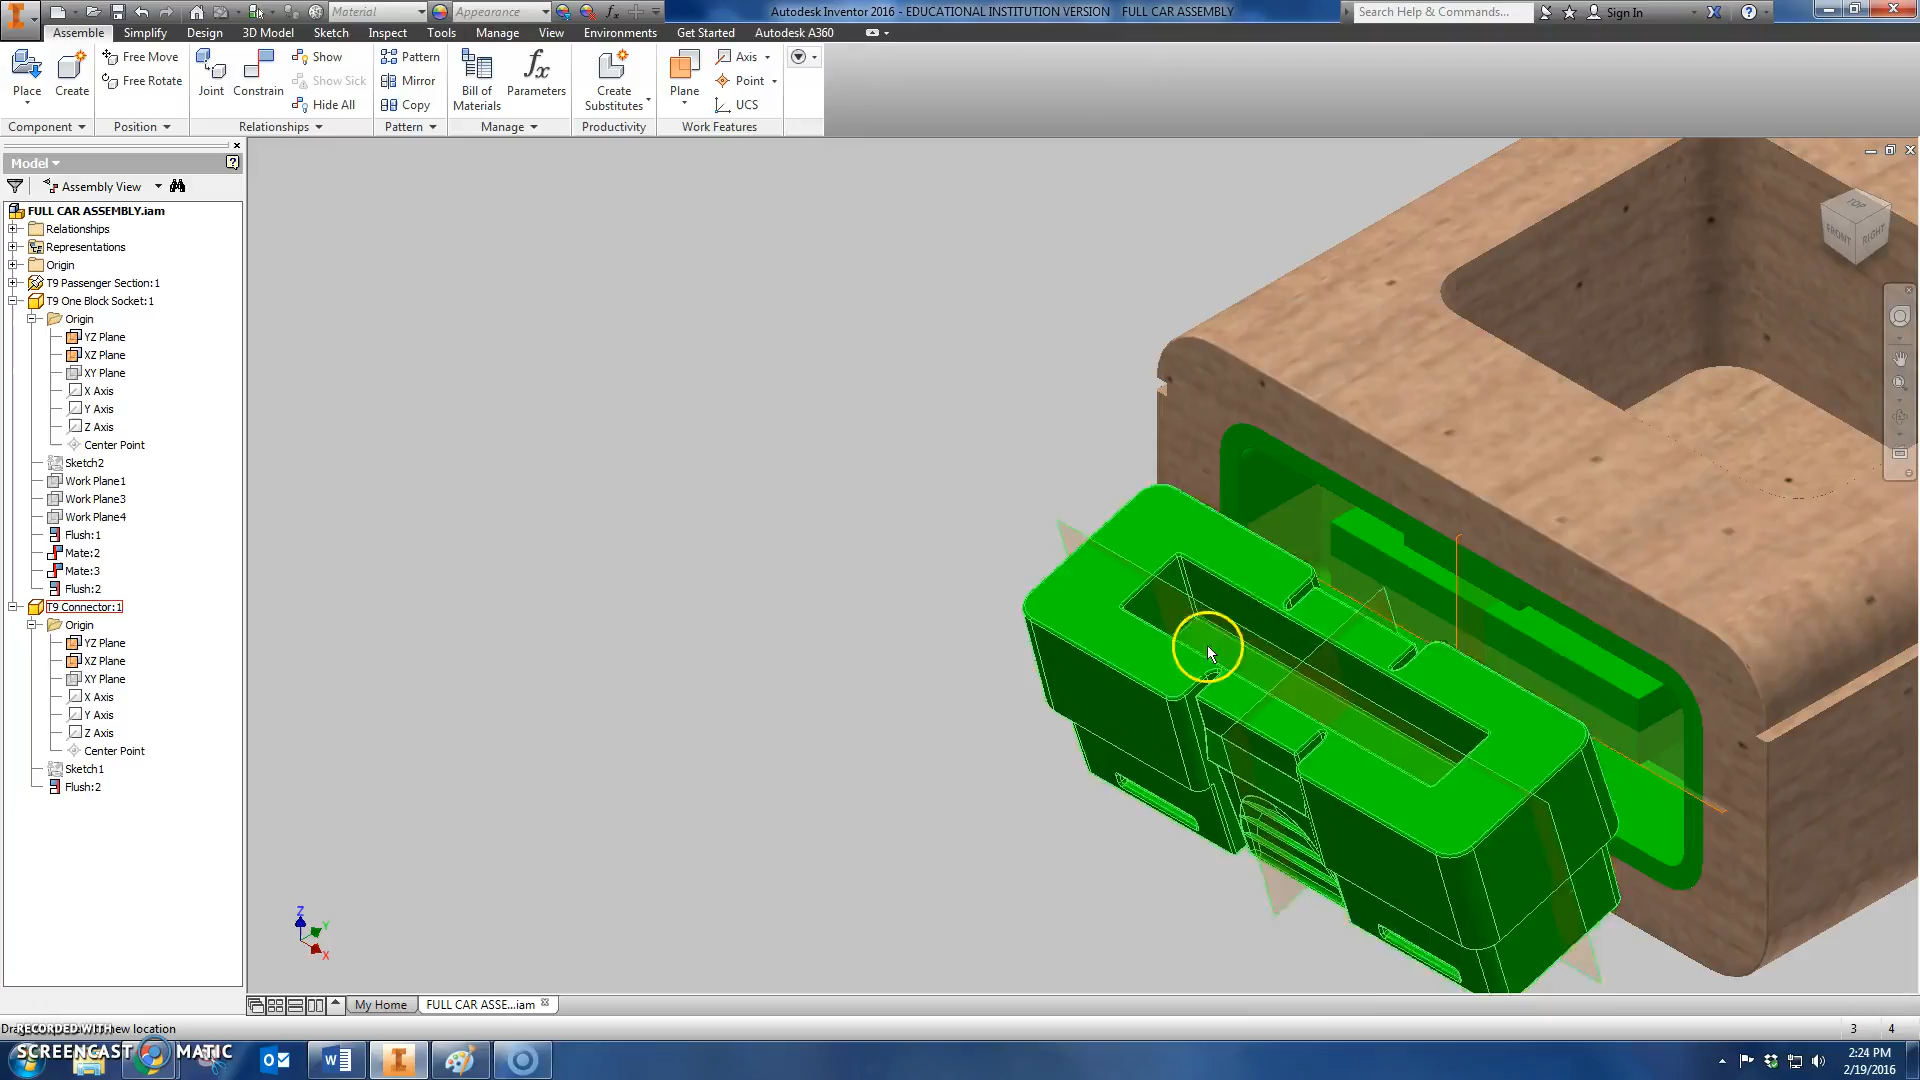 Material
Appearance
Autodesk Inventor 2016 - EDUCATIONAL INSTITUTION VERSION    FULL CAR ASSEMBLY
Search Help & Commands...
Sign In
Assemble
Simplify
Design
3D Model
Sketch
Inspect
Tools
Manage
View
Environments
Get Started
Autodesk A360
Place
Create
Free Move
Free Rotate
Joint
Constrain
Show
Show Sick
Hide All
Pattern
Mirror
Copy
Bill of
Materials
Parameters
Create
Substitutes
Plane
Axis
Point
UCS
Component
Position
Relationships
Pattern
Manage
Productivity
Work Features
Model
Assembly View
FULL CAR ASSEMBLY.iam
Relationships
Representations
Origin
T9 Passenger Section:1
T9 One Block Socket:1
Origin
YZ Plane
XZ Plane
XY Plane
X Axis
Y Axis
Z Axis
Center Point
Sketch2
Work Plane1
Work Plane3
Work Plane4
Flush:1
Mate:2
Mate:3
Flush:2
T9 Connector:1
Origin
YZ Plane
XZ Plane
XY Plane
X Axis
Y Axis
Z Axis
Center Point
Sketch1
Flush:2
TOP
FRONT
RIGHT
Z
Y
X
My Home
FULL CAR ASSE...iam
RECORDED WITH
new location
3
4
SCREENCAST MATIC
2:24 PM
2/19/2016